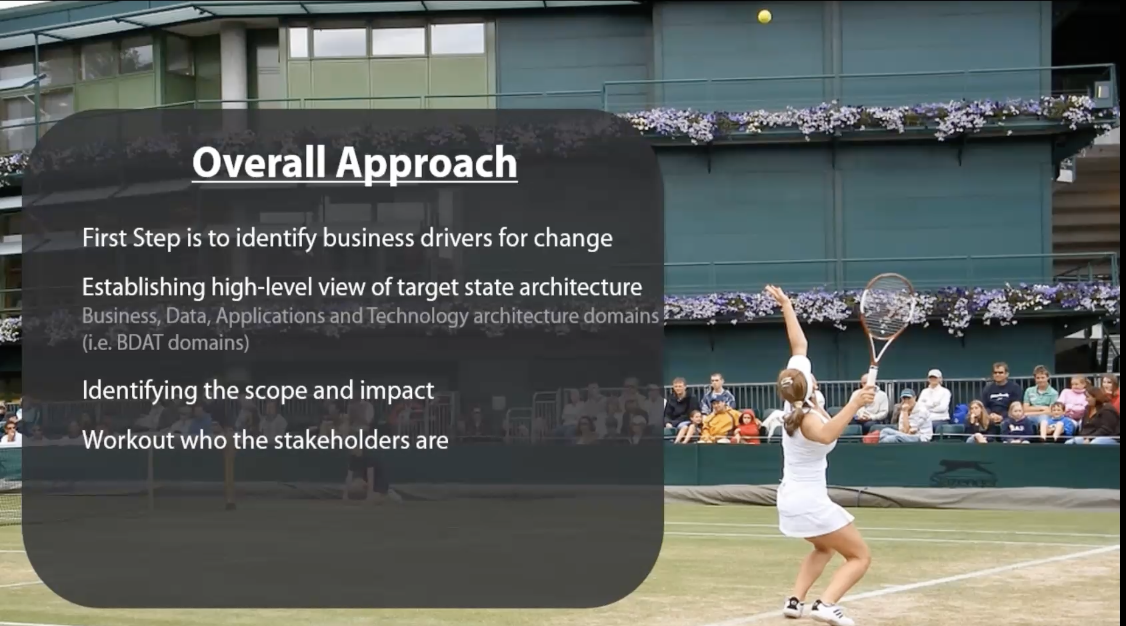 Overall Approach
First Step is to identify business drivers for change
Establishing high-level view of target state architecture
Business, Data, Applications and Technology architecture domains
(i.e. BDAT domains)
Identifying the scope and impact
Workout who the stakeholders are